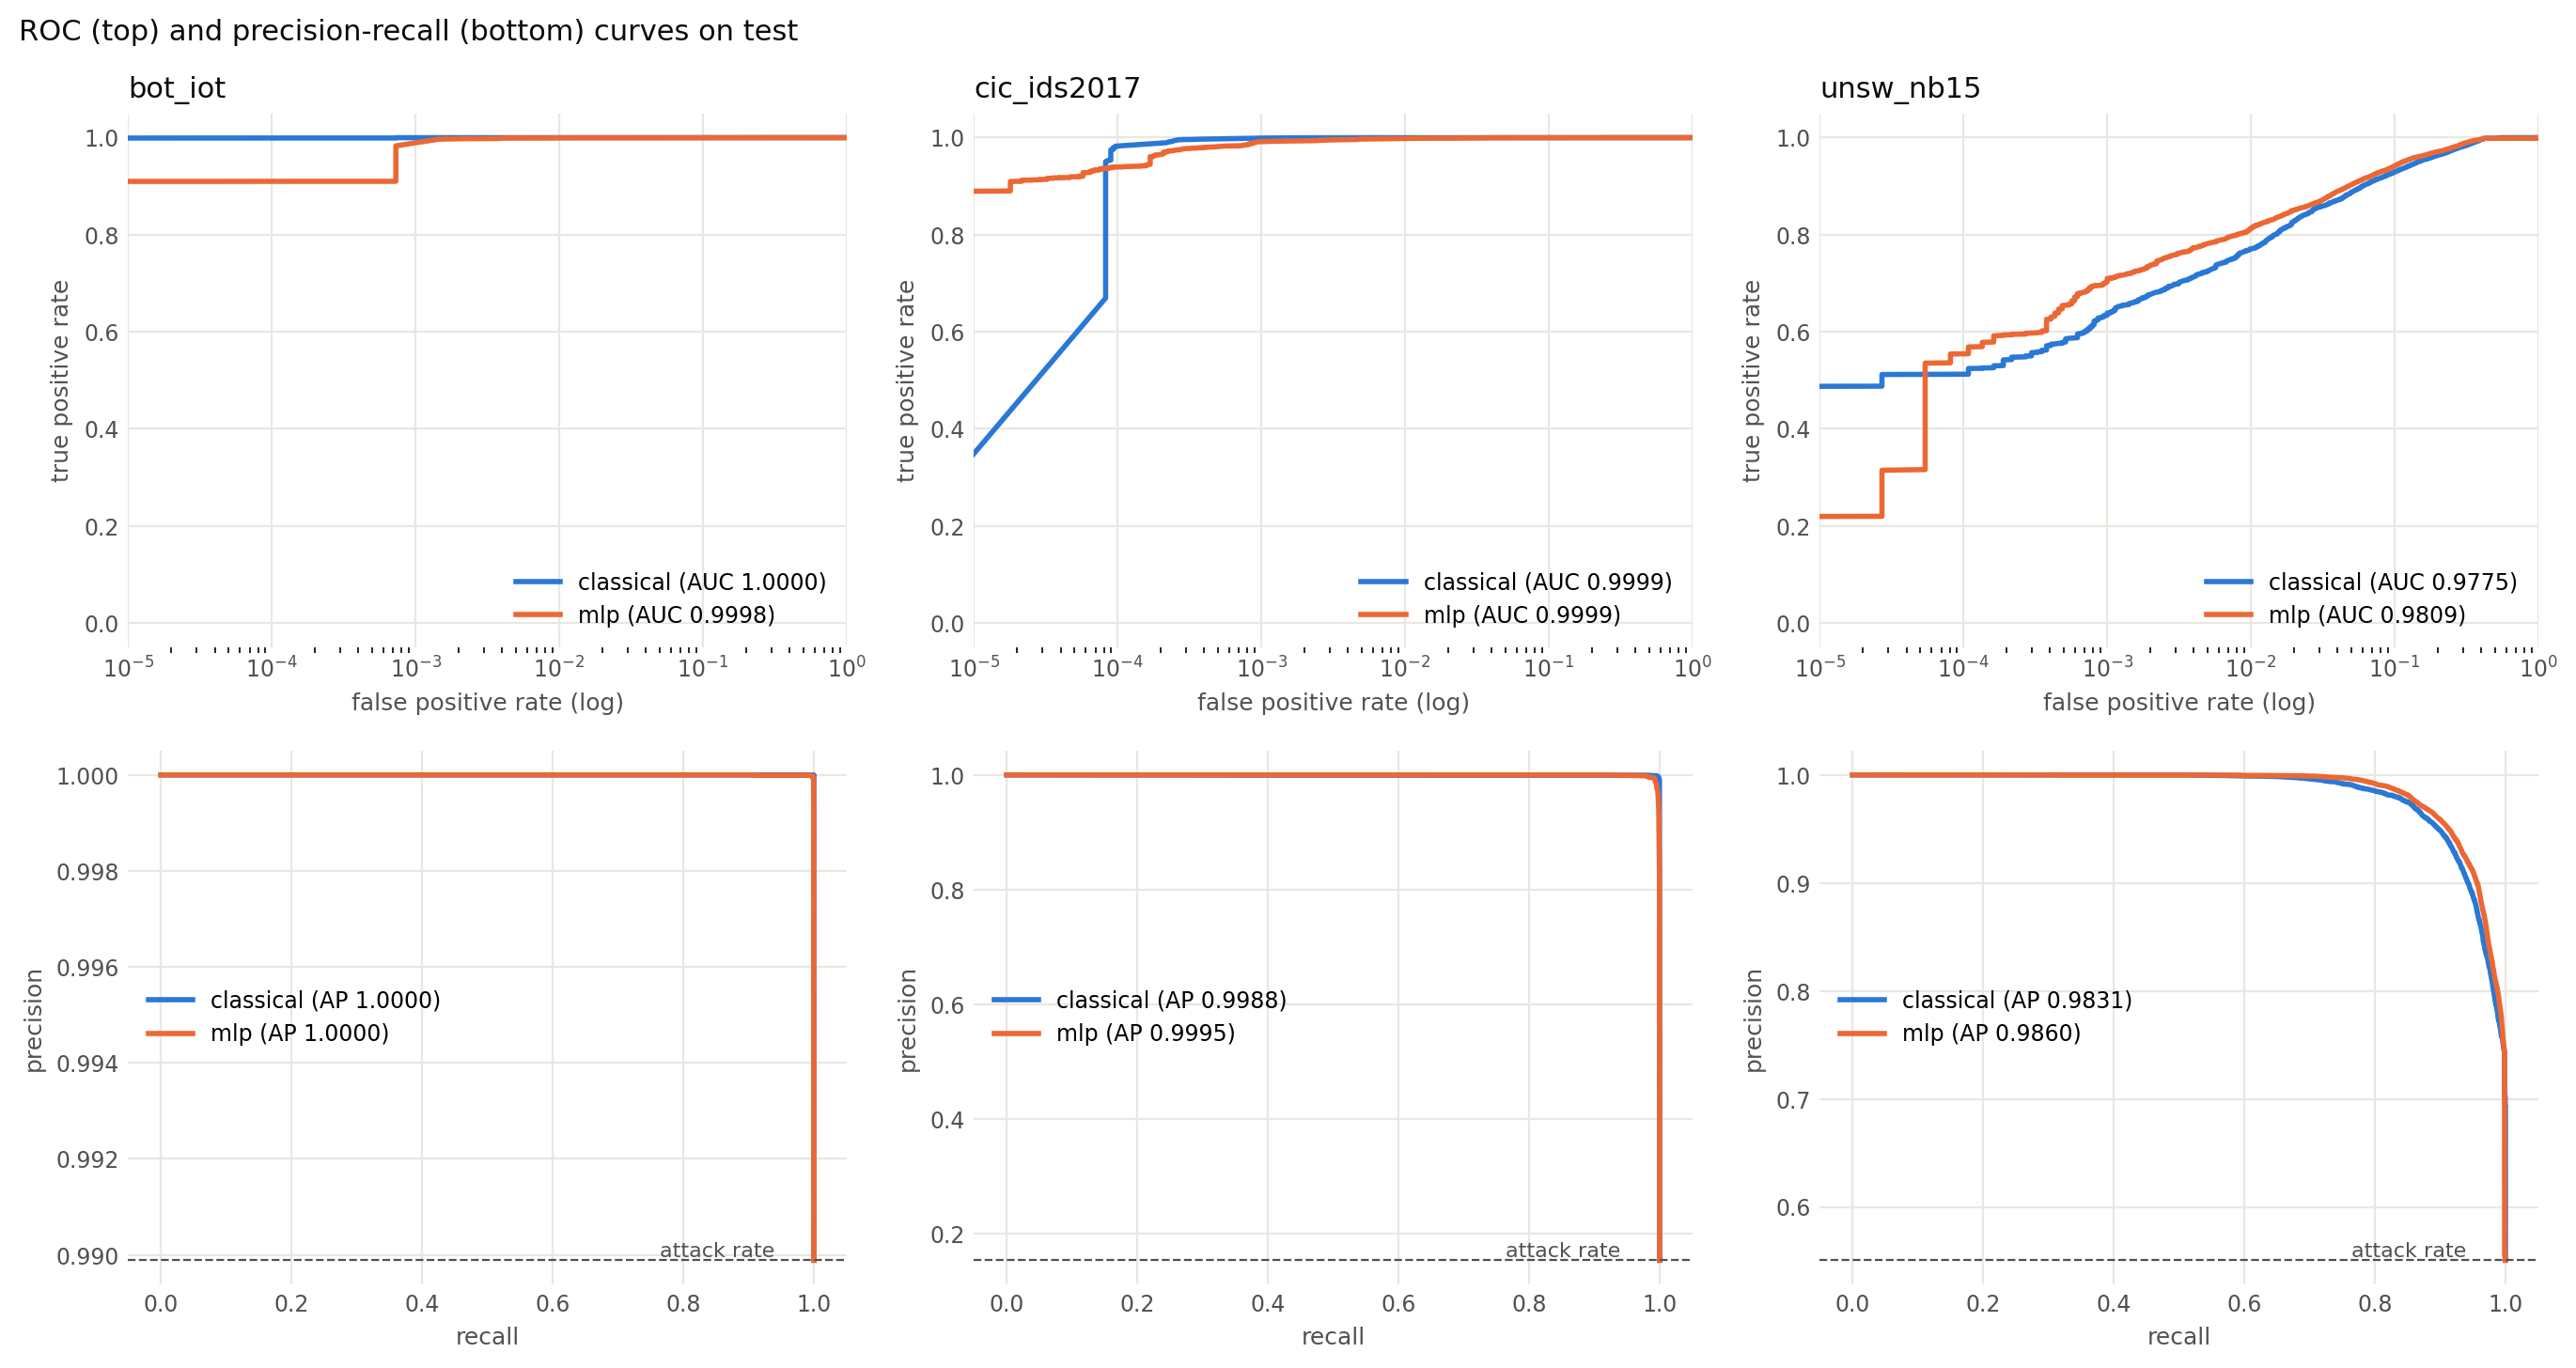 ROC (top) and precision-recall (bottom) curves on test
bot_iot
true positive rate
1.0
0.8
0.6
0.4
0.2
0.0
classical (AUC 1.0000)
mlp (AUC 0.9998)
10⁻⁵ 10⁻⁴ 10⁻³ 10⁻² 10⁻¹ 10⁰
false positive rate (log)
cic_ids2017
true positive rate
1.0
0.8
0.6
0.4
0.2
0.0
classical (AUC 0.9999)
mlp (AUC 0.9999)
10⁻⁵ 10⁻⁴ 10⁻³ 10⁻² 10⁻¹ 10⁰
false positive rate (log)
unsw_nb15
true positive rate
1.0
0.8
0.6
0.4
0.2
0.0
classical (AUC 0.9775)
mlp (AUC 0.9809)
10⁻⁵ 10⁻⁴ 10⁻³ 10⁻² 10⁻¹ 10⁰
false positive rate (log)
precision
1.000
0.998
0.996
0.994
0.992
0.990
classical (AP 1.0000)
mlp (AP 1.0000)
attack rate
0.0 0.2 0.4 0.6 0.8 1.0
recall
precision
1.0
0.8
0.6
0.4
0.2
classical (AP 0.9988)
mlp (AP 0.9995)
attack rate
0.0 0.2 0.4 0.6 0.8 1.0
recall
precision
1.0
0.9
0.8
0.7
0.6
classical (AP 0.9831)
mlp (AP 0.9860)
attack rate
0.0 0.2 0.4 0.6 0.8 1.0
recall